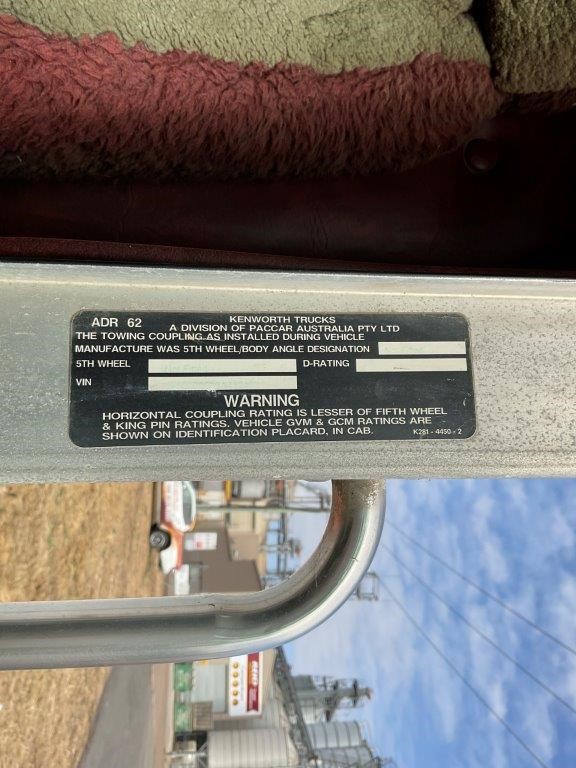 ADR 62
KENWORTH TRUCKS
A DIVISION OF PACCAR AUSTRALIA PTY LTD
THE TOWING COUPLING AS INSTALLED DURING VEHICLE
MANUFACTURE WAS 5TH WHEEL/BODY ANGLE DESIGNATION
5TH WHEEL D-RATING
VIN
WARNING
HORIZONTAL COUPLING RATING IS LESSER OF FIFTH WHEEL
& KING PIN RATINGS. VEHICLE GVM & GCM RATINGS ARE
SHOWN ON IDENTIFICATION PLACARD, IN CAB.
K281 - 4450 - 2